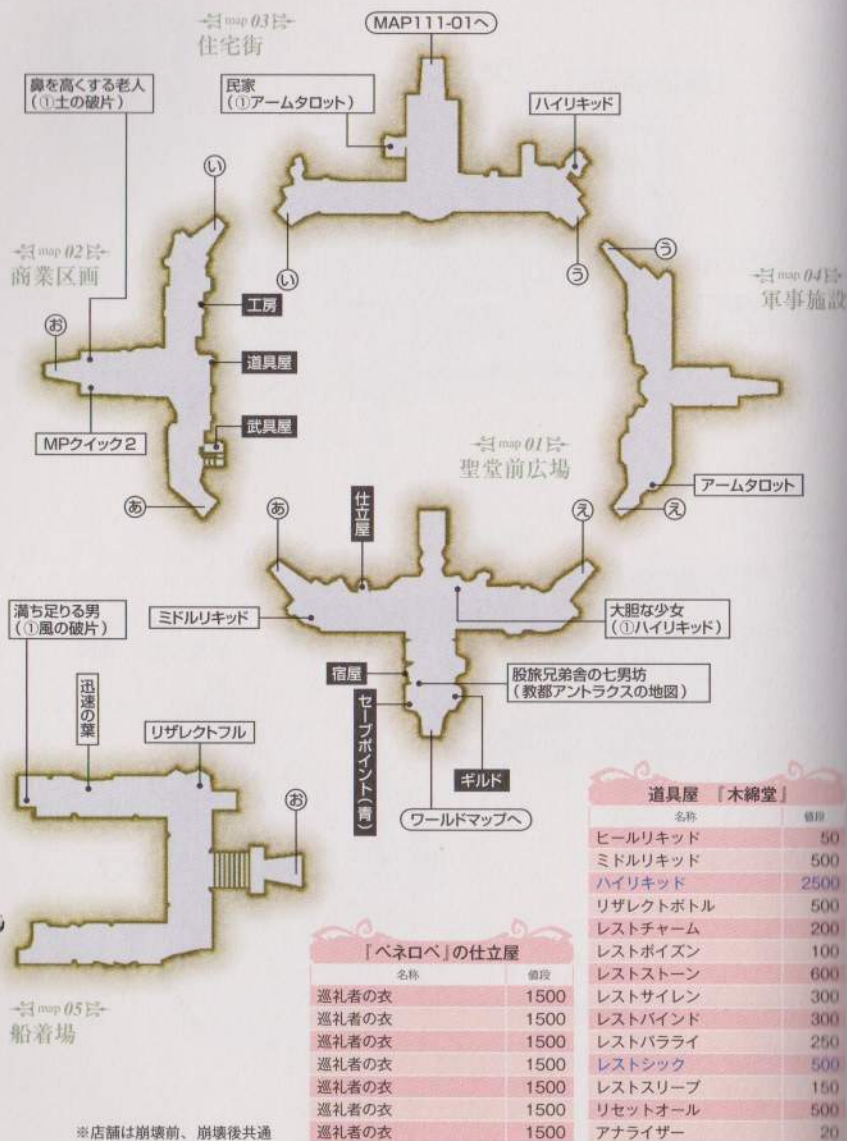 map 03
住宅街
MAP111-01へ
鼻を高くする老人
(①土の破片)
民家
(①アームタロット)
ハイリキッド
い
い
う
う
map 02
商業区画
map 04
軍事施設
お
工房
道具屋
MPクイック2
武具屋
map 01
聖堂前広場
アームタロット
あ
え
あ
仕立屋
え
満ち足りる男
(①風の破片)
ミドルリキッド
大胆な少女
(①ハイリキッド)
迅速の葉
リザレクトフル
宿屋
股旅兄弟舎の七男坊
(教都アントラクスの地図)
セーブポイント(青)
ギルド
お
ワールドマップへ
map 05
船着場
※店舗は崩壊前、崩壊後共通
『ペネロペ』の仕立屋
名称 値段
巡礼者の衣 1500
巡礼者の衣 1500
巡礼者の衣 1500
巡礼者の衣 1500
巡礼者の衣 1500
巡礼者の衣 1500
巡礼者の衣 1500
巡礼者の衣 1500
道具屋 『木綿堂』
名称 値段
ヒールリキッド 50
ミドルリキッド 500
ハイリキッド 2500
リザレクトボトル 500
レストチャーム 200
レストポイズン 100
レストストーン 600
レストサイレン 300
レストバインド 300
レストパラライ 250
レストシック 500
レストスリープ 150
リセットオール 500
アナライザー 20